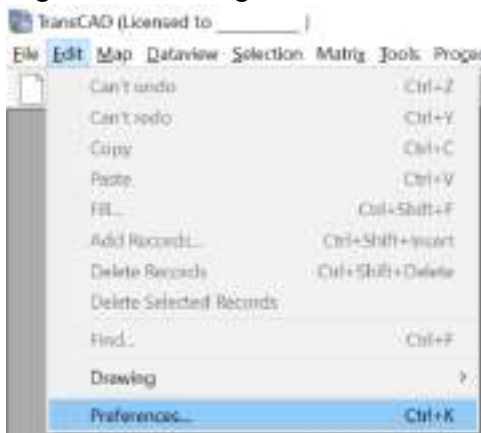 TransCAD (Licensed to ________ )
File Edit Map Dataview Selection Matrix Tools
Can't undo Ctrl+Z
Can't redo Ctrl+Y
Copy Ctrl+C
Paste Ctrl+V
Fill... Ctrl+Shift+F
Add Records... Ctrl+Shift+Insert
Delete Records Ctrl+Shift+Delete
Delete Selected Records
Find... Ctrl+F
Drawing
Preferences... Ctrl+K